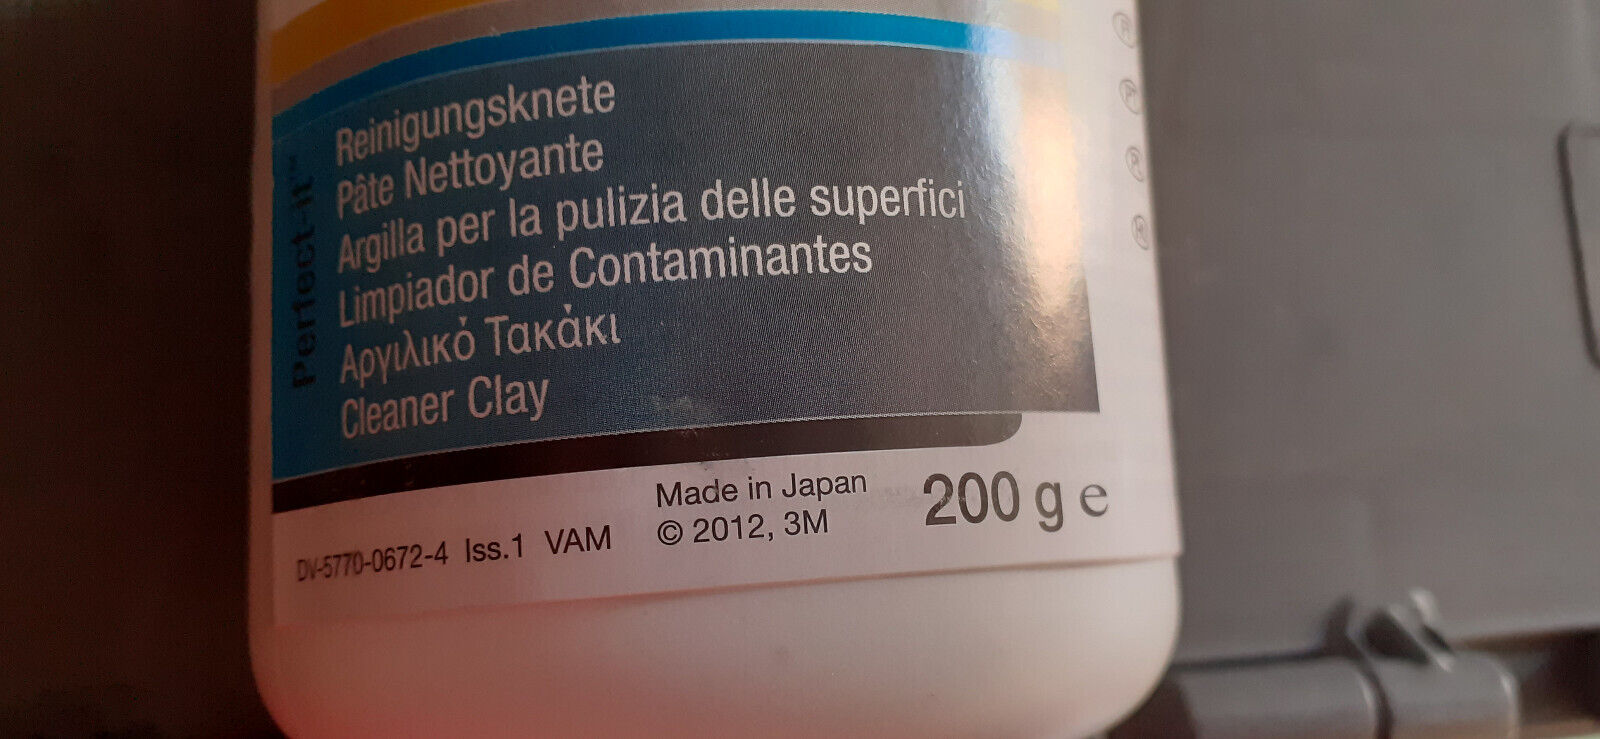 Perfect-it™
Reinigungsknete
Pâte Nettoyante
Argilla per la pulizia delle superfici
Limpiador de Contaminantes
Αργιλικό Τακάκι
Cleaner Clay
Made in Japan
© 2012, 3M
200 g e
DV-5770-0672-4 Iss.1 VAM